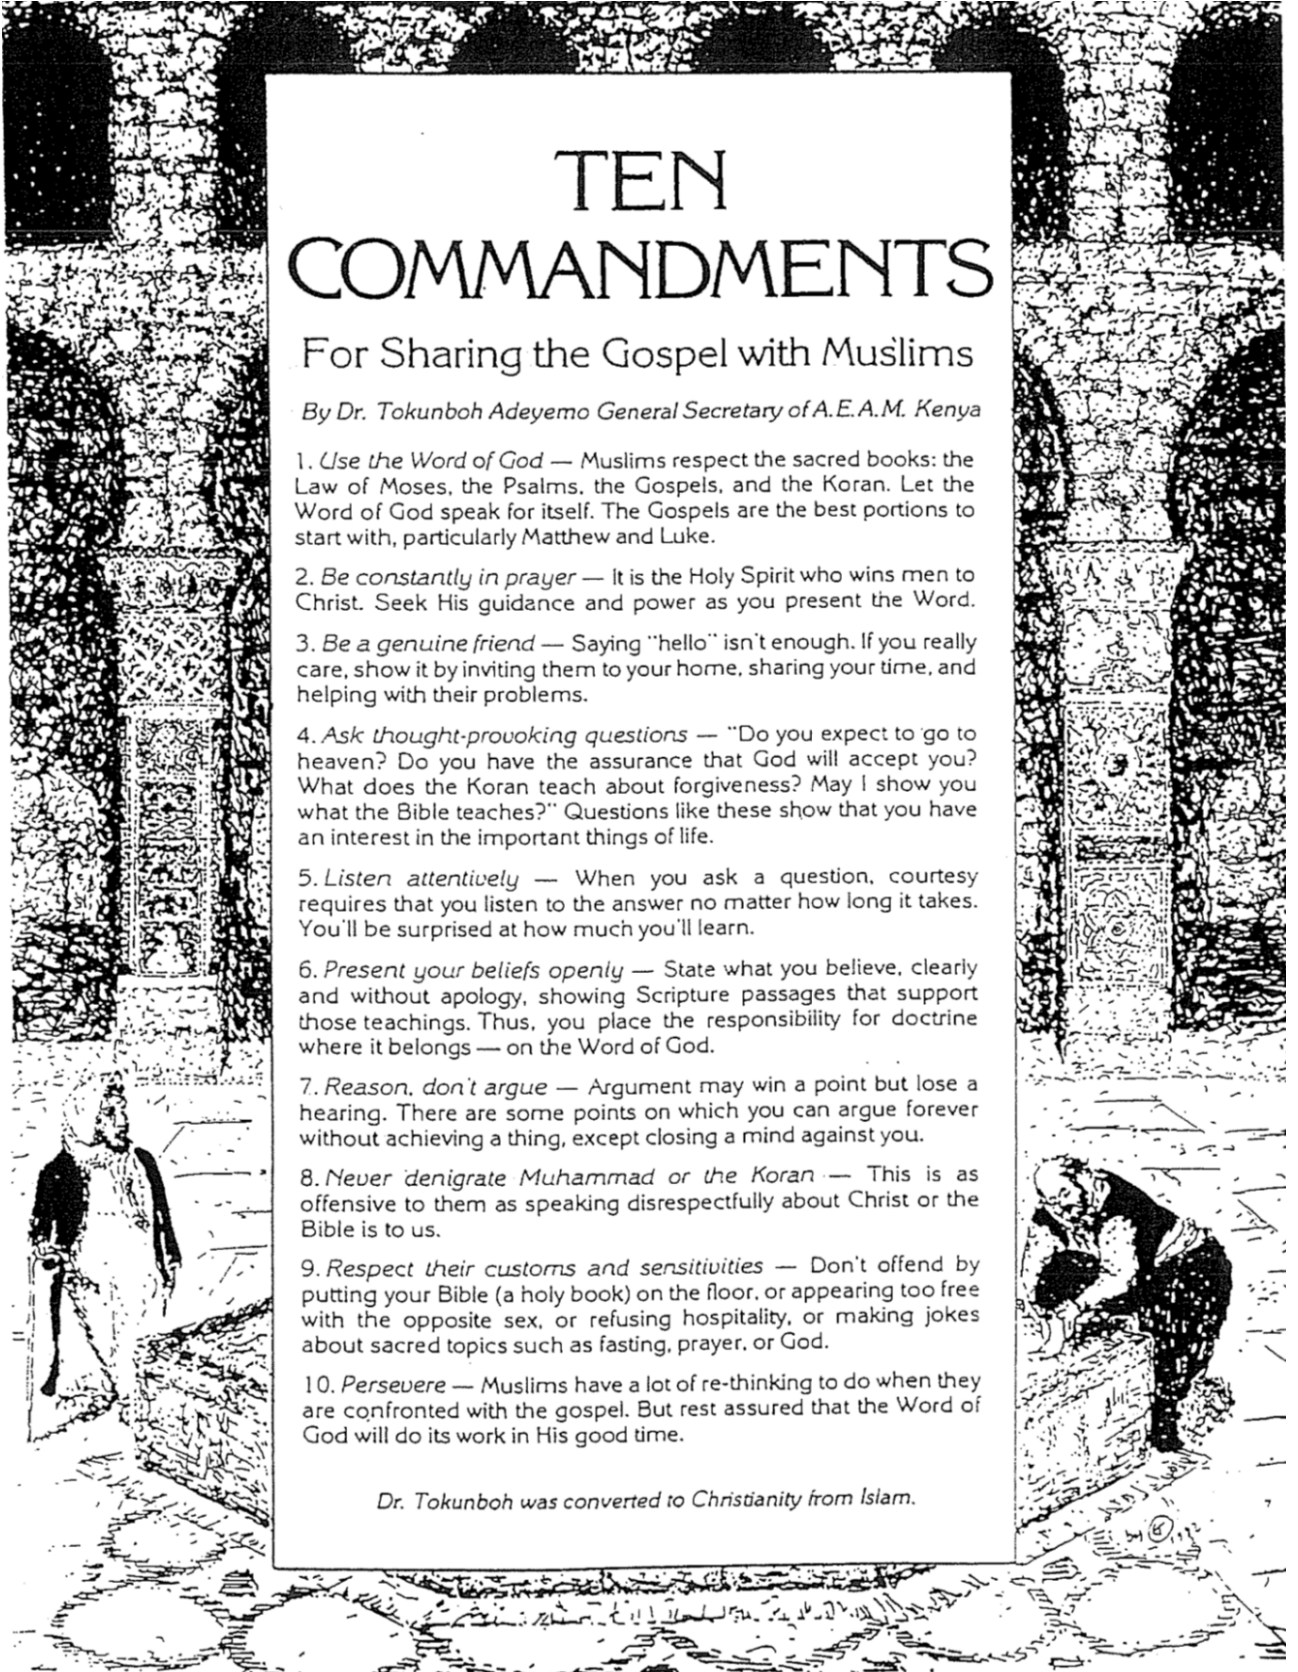 TEN
COMMANDMENTS
For Sharing the Gospel with Muslims
By Dr. Tokunboh Adeyemo General Secretary of A.E.A.M. Kenya
1. Use the Word of God — Muslims respect the sacred books: the
Law of Moses, the Psalms, the Gospels, and the Koran. Let the
Word of God speak for itself. The Gospels are the best portions to
start with, particularly Matthew and Luke.
2. Be constantly in prayer — It is the Holy Spirit who wins men to
Christ. Seek His guidance and power as you present the Word.
3. Be a genuine friend — Saying "hello" isn't enough. If you really
care, show it by inviting them to your home, sharing your time, and
helping with their problems.
4. Ask thought-provoking questions — "Do you expect to go to
heaven? Do you have the assurance that God will accept you?
What does the Koran teach about forgiveness? May I show you
what the Bible teaches?" Questions like these show that you have
an interest in the important things of life.
5. Listen attentively — When you ask a question, courtesy
requires that you listen to the answer no matter how long it takes.
You'll be surprised at how much you'll learn.
6. Present your beliefs openly — State what you believe, clearly
and without apology, showing Scripture passages that support
those teachings. Thus, you place the responsibility for doctrine
where it belongs — on the Word of God.
7. Reason, don't argue — Argument may win a point but lose a
hearing. There are some points on which you can argue forever
without achieving a thing, except closing a mind against you.
8. Never denigrate Muhammad or the Koran — This is as
offensive to them as speaking disrespectfully about Christ or the
Bible is to us.
9. Respect their customs and sensitivities — Don't offend by
putting your Bible (a holy book) on the floor, or appearing too free
with the opposite sex, or refusing hospitality, or making jokes
about sacred topics such as fasting, prayer, or God.
10. Persevere — Muslims have a lot of re-thinking to do when they
are confronted with the gospel. But rest assured that the Word of
God will do its work in His good time.
Dr. Tokunboh was converted to Christianity from Islam.